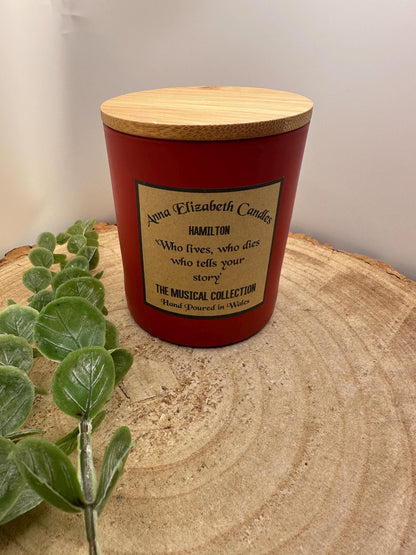 Anna Elizabeth Candles
HAMILTON
'Who lives, who dies
who tells your
story'
THE MUSICAL COLLECTION
Hand Poured in Wales